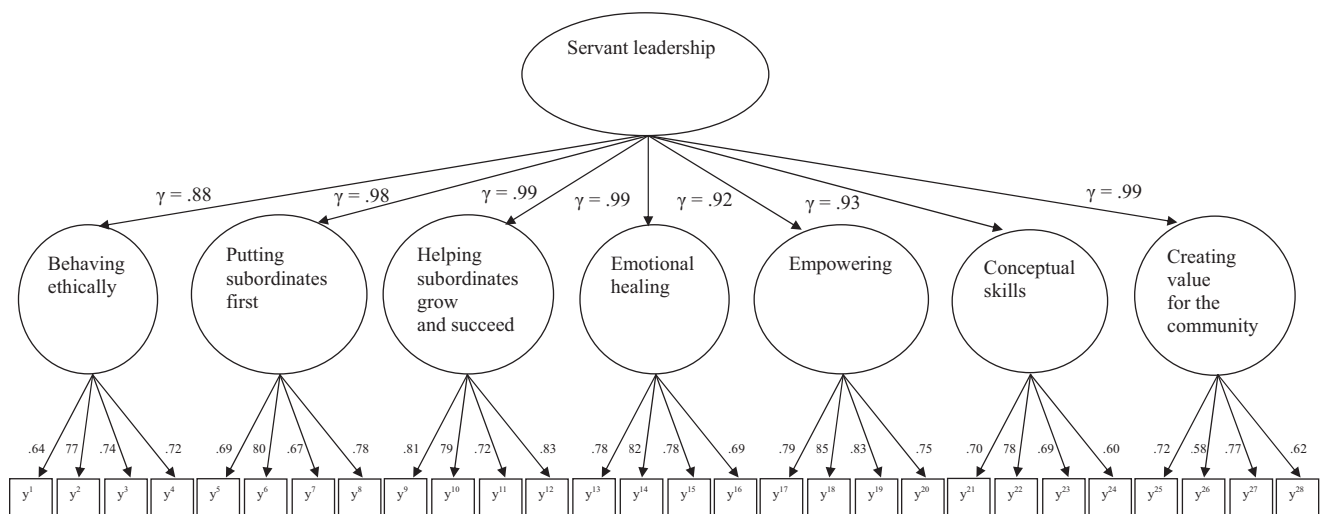 Servant leadership
γ = .88
γ = .98
γ = .99
γ = .99
γ = .92
γ = .93
γ = .99
Behaving
ethically
Putting
subordinates
first
Helping
subordinates
grow
and succeed
Emotional
healing
Empowering
Conceptual
skills
Creating
value
for the
community
.64 77 .74 .72 .69 80 .67 .78 .81 79 .72 .83 .78 82 .78 .69 .79 85 .83 .75 .70 78 .69 .60 .72 .58 .77 .62
y¹ y² y³ y⁴ y⁵ y⁶ y⁷ y⁸ y⁹ y¹⁰ y¹¹ y¹² y¹³ y¹⁴ y¹⁵ y¹⁶ y¹⁷ y¹⁸ y¹⁹ y²⁰ y²¹ y²² y²³ y²⁴ y²⁵ y²⁶ y²⁷ y²⁸